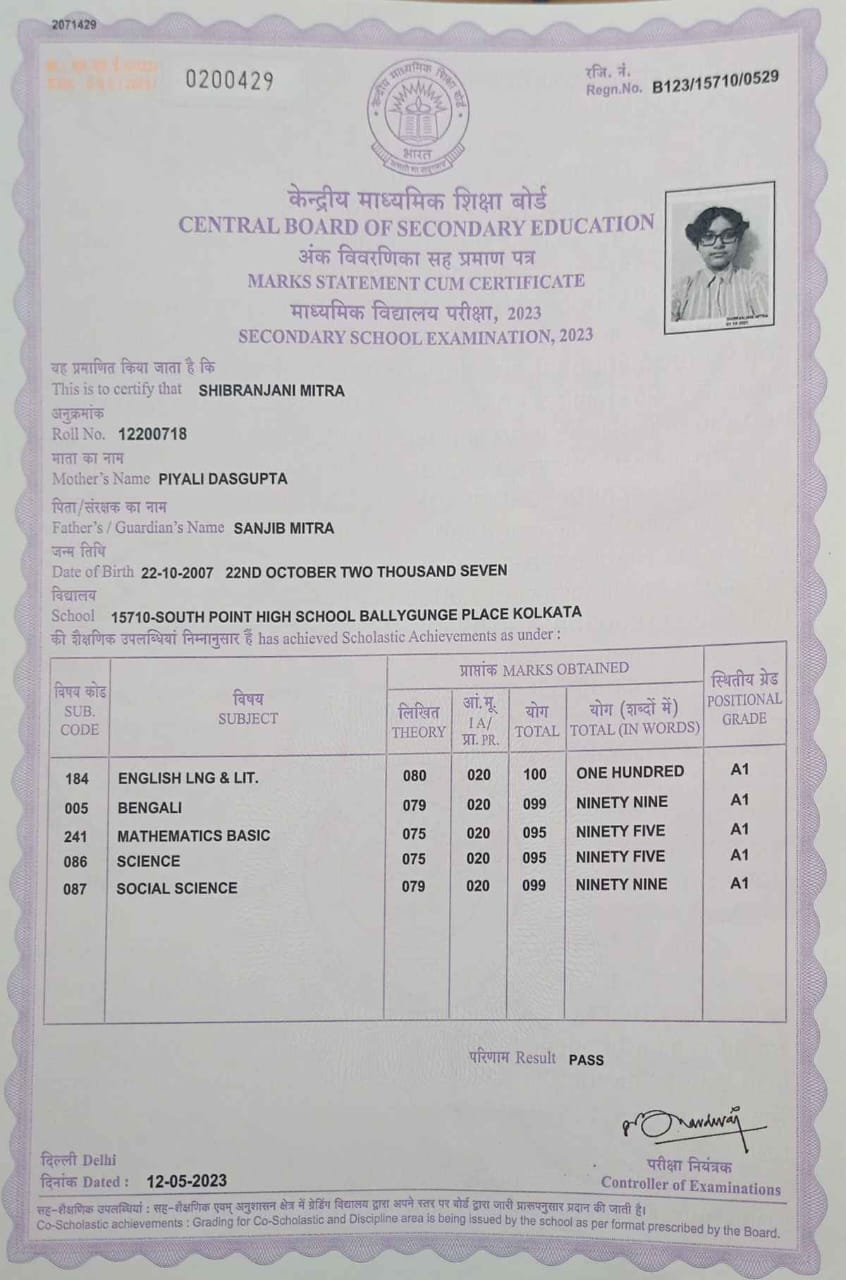 2071429
0200429
रजि. नं.
Regn.No. B123/15710/0529
केन्द्रीय माध्यमिक शिक्षा बोर्ड
भारत
केन्द्रीय माध्यमिक शिक्षा बोर्ड
CENTRAL BOARD OF SECONDARY EDUCATION
अंक विवरणिका सह प्रमाण पत्र
MARKS STATEMENT CUM CERTIFICATE
माध्यमिक विद्यालय परीक्षा, 2023
SECONDARY SCHOOL EXAMINATION, 2023
SHIBRANJANI MITRA
यह प्रमाणित किया जाता है कि
This is to certify that SHIBRANJANI MITRA
अनुक्रमांक
Roll No. 12200718
माता का नाम
Mother's Name PIYALI DASGUPTA
पिता/संरक्षक का नाम
Father's / Guardian's Name SANJIB MITRA
जन्म तिथि
Date of Birth 22-10-2007 22ND OCTOBER TWO THOUSAND SEVEN
विद्यालय
School 15710-SOUTH POINT HIGH SCHOOL BALLYGUNGE PLACE KOLKATA
की शैक्षणिक उपलब्धियां निम्नानुसार हैं has achieved Scholastic Achievements as under :
विषय कोड SUB. CODE
विषय SUBJECT
प्राप्तांक MARKS OBTAINED
लिखित THEORY
आं.मू. IA/ प्रा. PR.
योग TOTAL
योग (शब्दों में) TOTAL (IN WORDS)
स्थितीय ग्रेड POSITIONAL GRADE
184 ENGLISH LNG & LIT. 080 020 100 ONE HUNDRED A1
005 BENGALI 079 020 099 NINETY NINE A1
241 MATHEMATICS BASIC 075 020 095 NINETY FIVE A1
086 SCIENCE 075 020 095 NINETY FIVE A1
087 SOCIAL SCIENCE 079 020 099 NINETY NINE A1
परिणाम Result PASS
दिल्ली Delhi
दिनांक Dated : 12-05-2023
परीक्षा नियंत्रक
Controller of Examinations
सह-शैक्षणिक उपलब्धियां : सह-शैक्षणिक एवम् अनुशासन क्षेत्र में ग्रेडिंग विद्यालय द्वारा अपने स्तर पर बोर्ड द्वारा जारी प्रारूपनुसार प्रदान की जाती है।
Co-Scholastic achievements : Grading for Co-Scholastic and Discipline area is being issued by the school as per format prescribed by the Board.